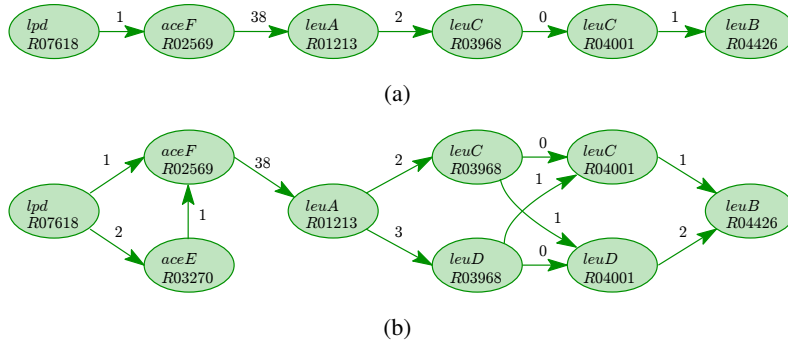 lpd
R07618
1
aceF
R02569
38
leuA
R01213
2
leuC
R03968
0
leuC
R04001
1
leuB
R04426
(a)
lpd
R07618
1
2
aceF
R02569
1
aceE
R03270
38
leuA
R01213
2
3
leuC
R03968
leuD
R03968
0
1
1
0
leuC
R04001
leuD
R04001
1
2
leuB
R04426
(b)